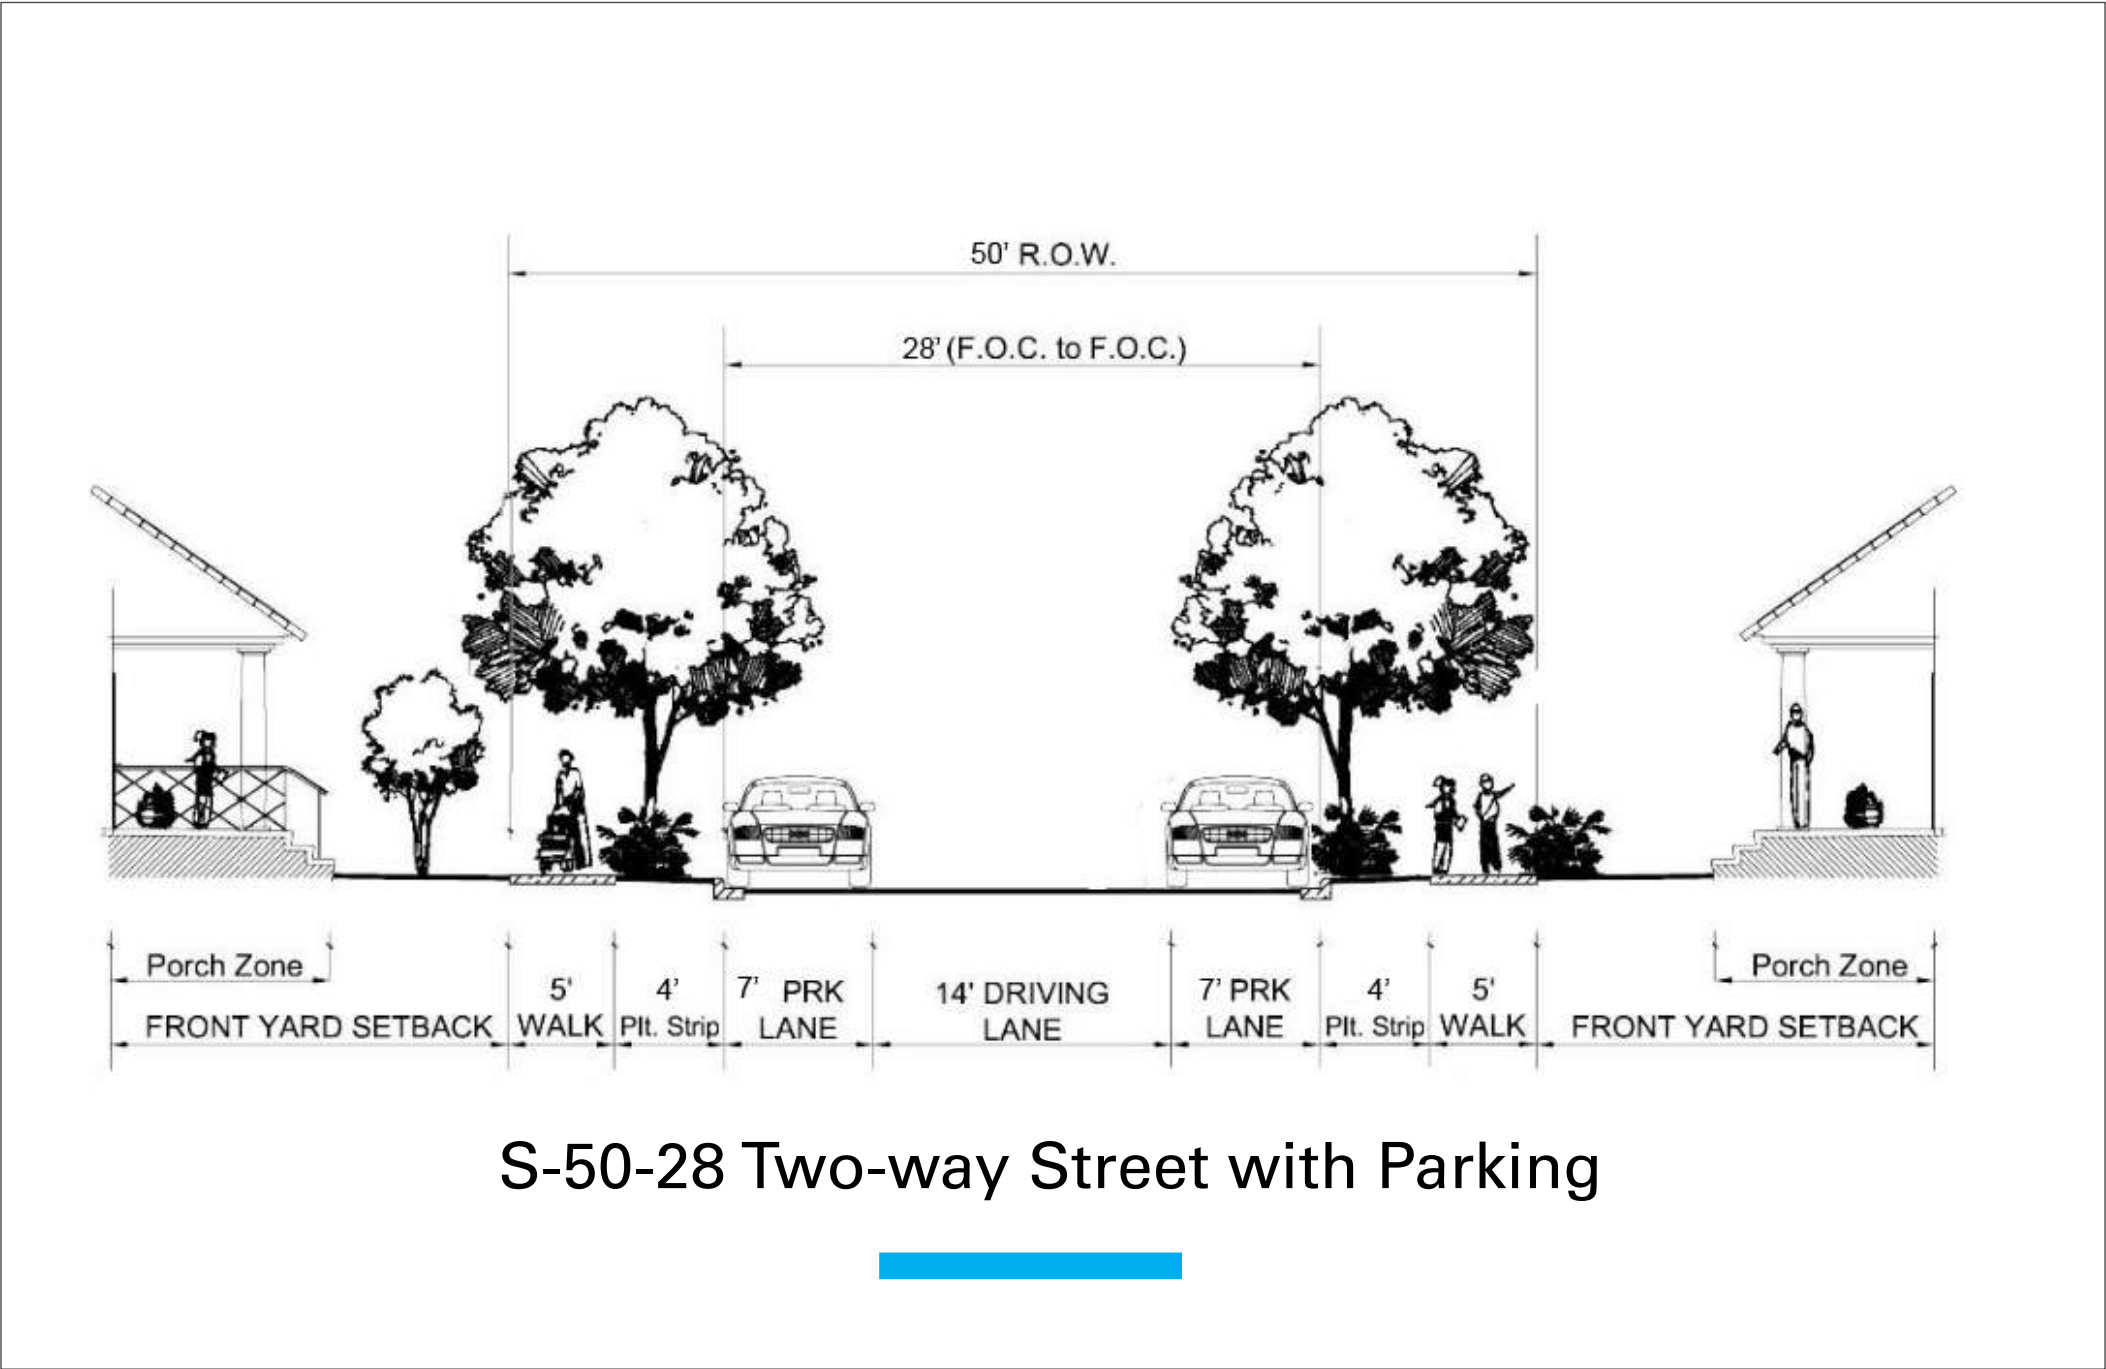 50' R.O.W.
28' (F.O.C. to F.O.C.)
Porch Zone
Porch Zone
5'
4'
7' PRK
14' DRIVING
7' PRK
4'
5'
FRONT YARD SETBACK
WALK
Plt. Strip
LANE
LANE
LANE
Plt. Strip
WALK
FRONT YARD SETBACK
S-50-28 Two-way Street with Parking